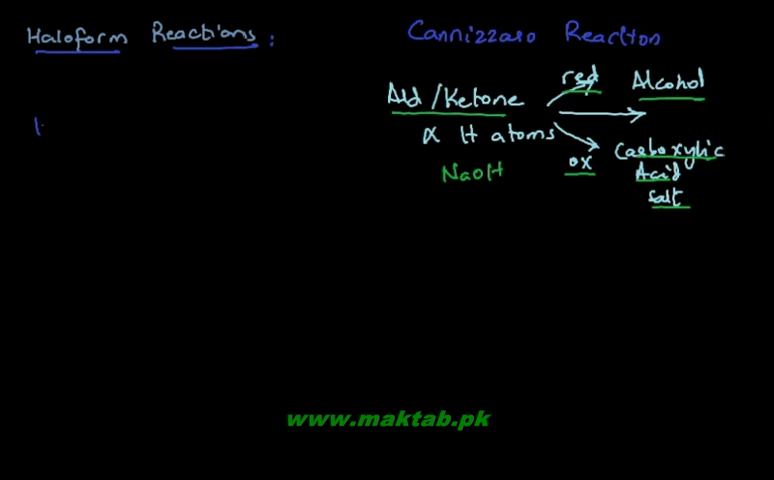 Haloform Reactions :
Cannizzaro Reaction
Ald/Ketone
red
Alcohol
α H atoms
ox
Carboxylic
Acid
Salt
NaOH
www.maktab.pk